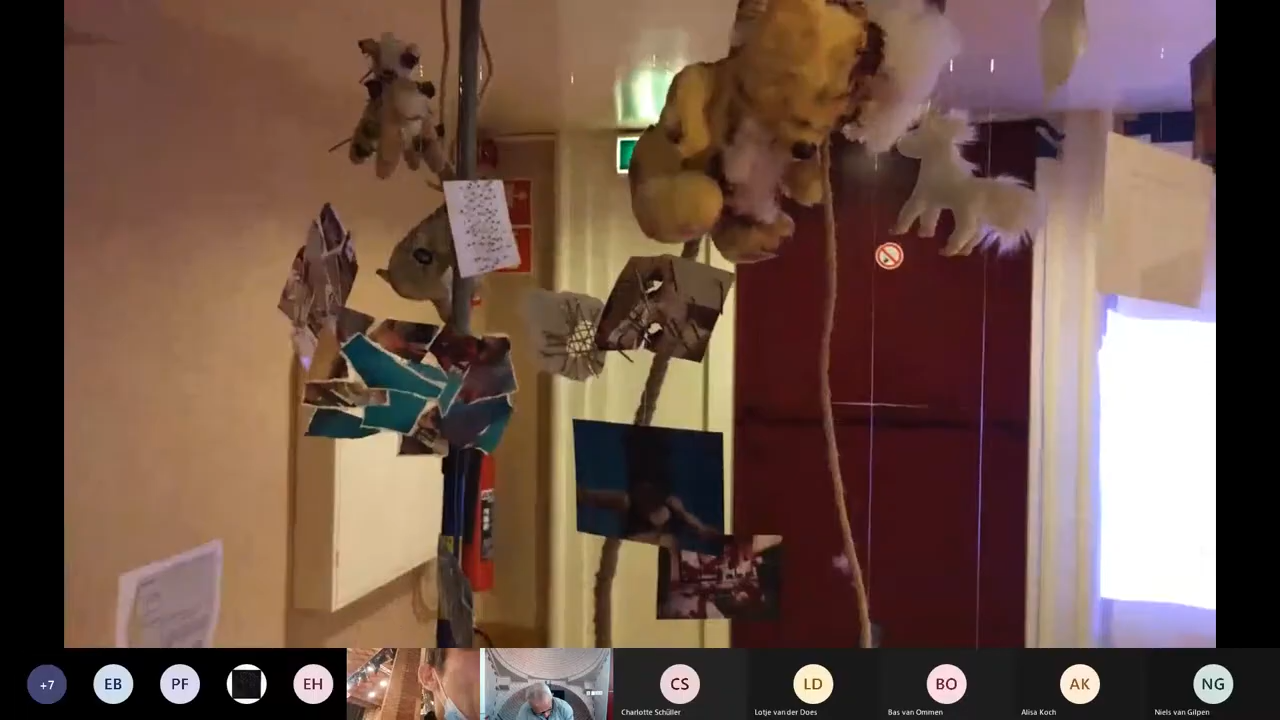 +7
EB
PF
EH
CS
LD
BO
AK
NG
Charlotte Schüller
Lotje van der Does
Bas van Ommen
Alisa Koch
Niels van Gilpen